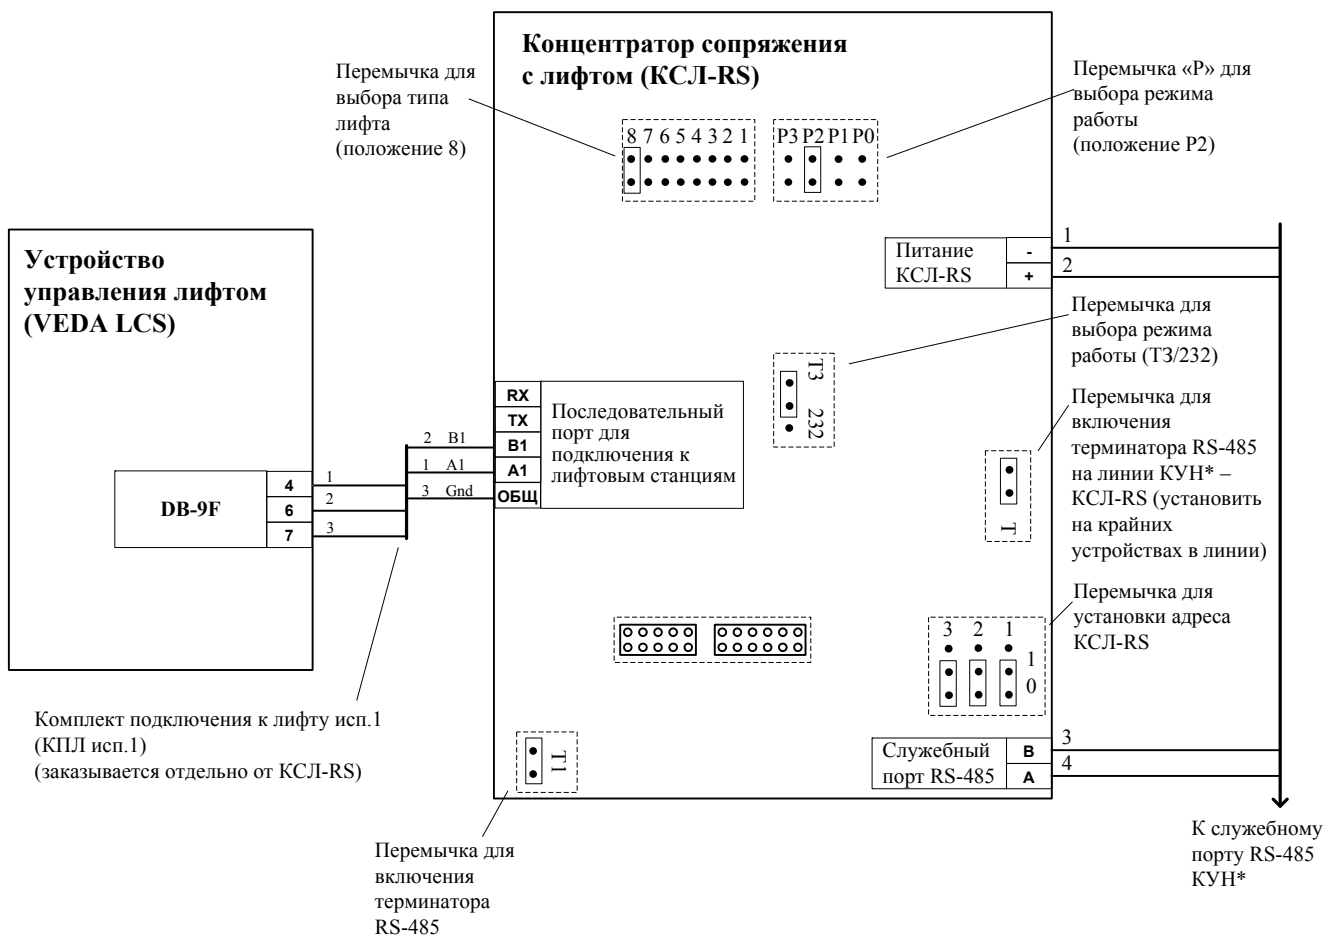 Концентратор сопряжения
с лифтом (КСЛ-RS)
Перемычка для
выбора типа
лифта
(положение 8)
Перемычка «Р» для
выбора режима
работы
(положение Р2)
8 7 6 5 4 3 2 1
P3 P2 P1 P0
Устройство
управления лифтом
(VEDA LCS)
Питание
КСЛ-RS
-
+
1
2
Перемычка для
выбора режима
работы (ТЗ/232)
ТЗ 232
RX
TX
B1
A1
ОБЩ
Последовательный
порт для
подключения к
лифтовым станциям
2 B1
1 A1
3 Gnd
DB-9F
4
6
7
1
2
3
Перемычка для
включения
терминатора RS-485
на линии КУН* –
КСЛ-RS (установить
на крайних
устройствах в линии)
Т
Перемычка для
установки адреса
КСЛ-RS
3 2 1
1
0
Комплект подключения к лифту исп.1
(КПЛ исп.1)
(заказывается отдельно от КСЛ-RS)
Т1
Служебный
порт RS-485
B
A
3
4
Перемычка для
включения
терминатора
RS-485
К служебному
порту RS-485
КУН*